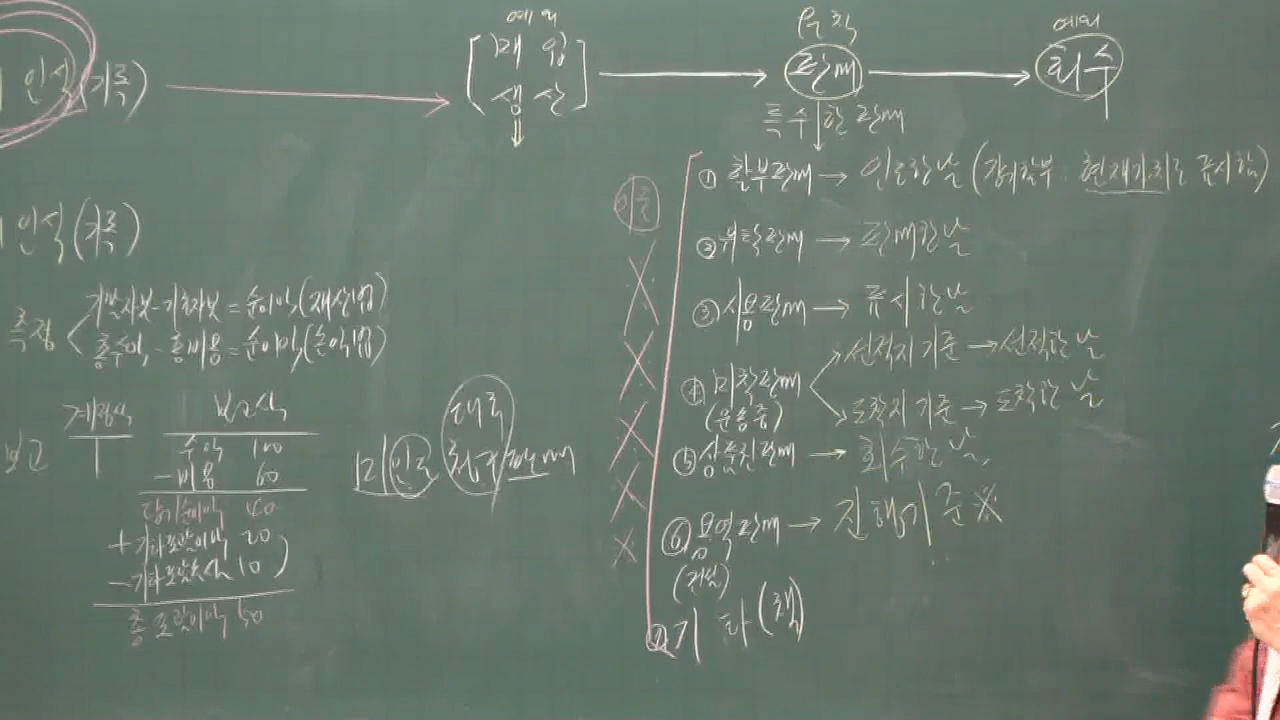 인식(기록)
예외
[매입
생산]
원칙
판매
예외
회수
특수한 판매
① 할부판매 → 인도한 날 (장기할부 : 현재가치로 표시함)
② 위탁판매 → 판매한 날
③ 시용판매 → 표시한 날
④ 미착판매 (운송중)
선적지 기준 → 선적한 날
도착지 기준 → 도착한 날
⑤ 상품권판매 → 회수한 날
⑥ 용역판매 → 진행기준 ※
(건설)
⑦ 기타 (책)
인식(기록)
측정
기말자본 - 기초자본 = 순이익 (재산법)
총수익 - 총비용 = 순이익 (손익법)
보고
계정식
보고식
수익 100
- 비용 60
당기순이익 40
+ 기타포괄이익 20
- 기타포괄손실 10
총포괄이익 50
인도
판매